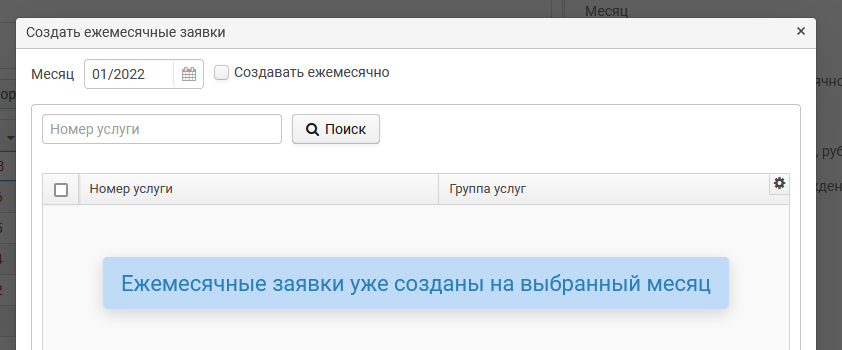 Месяц
Создать ежемесячные заявки ×
Месяц 01/2022 Создавать ежемесячно
Номер услуги Поиск
Номер услуги Группа услуг
Ежемесячные заявки уже созданы на выбранный месяц